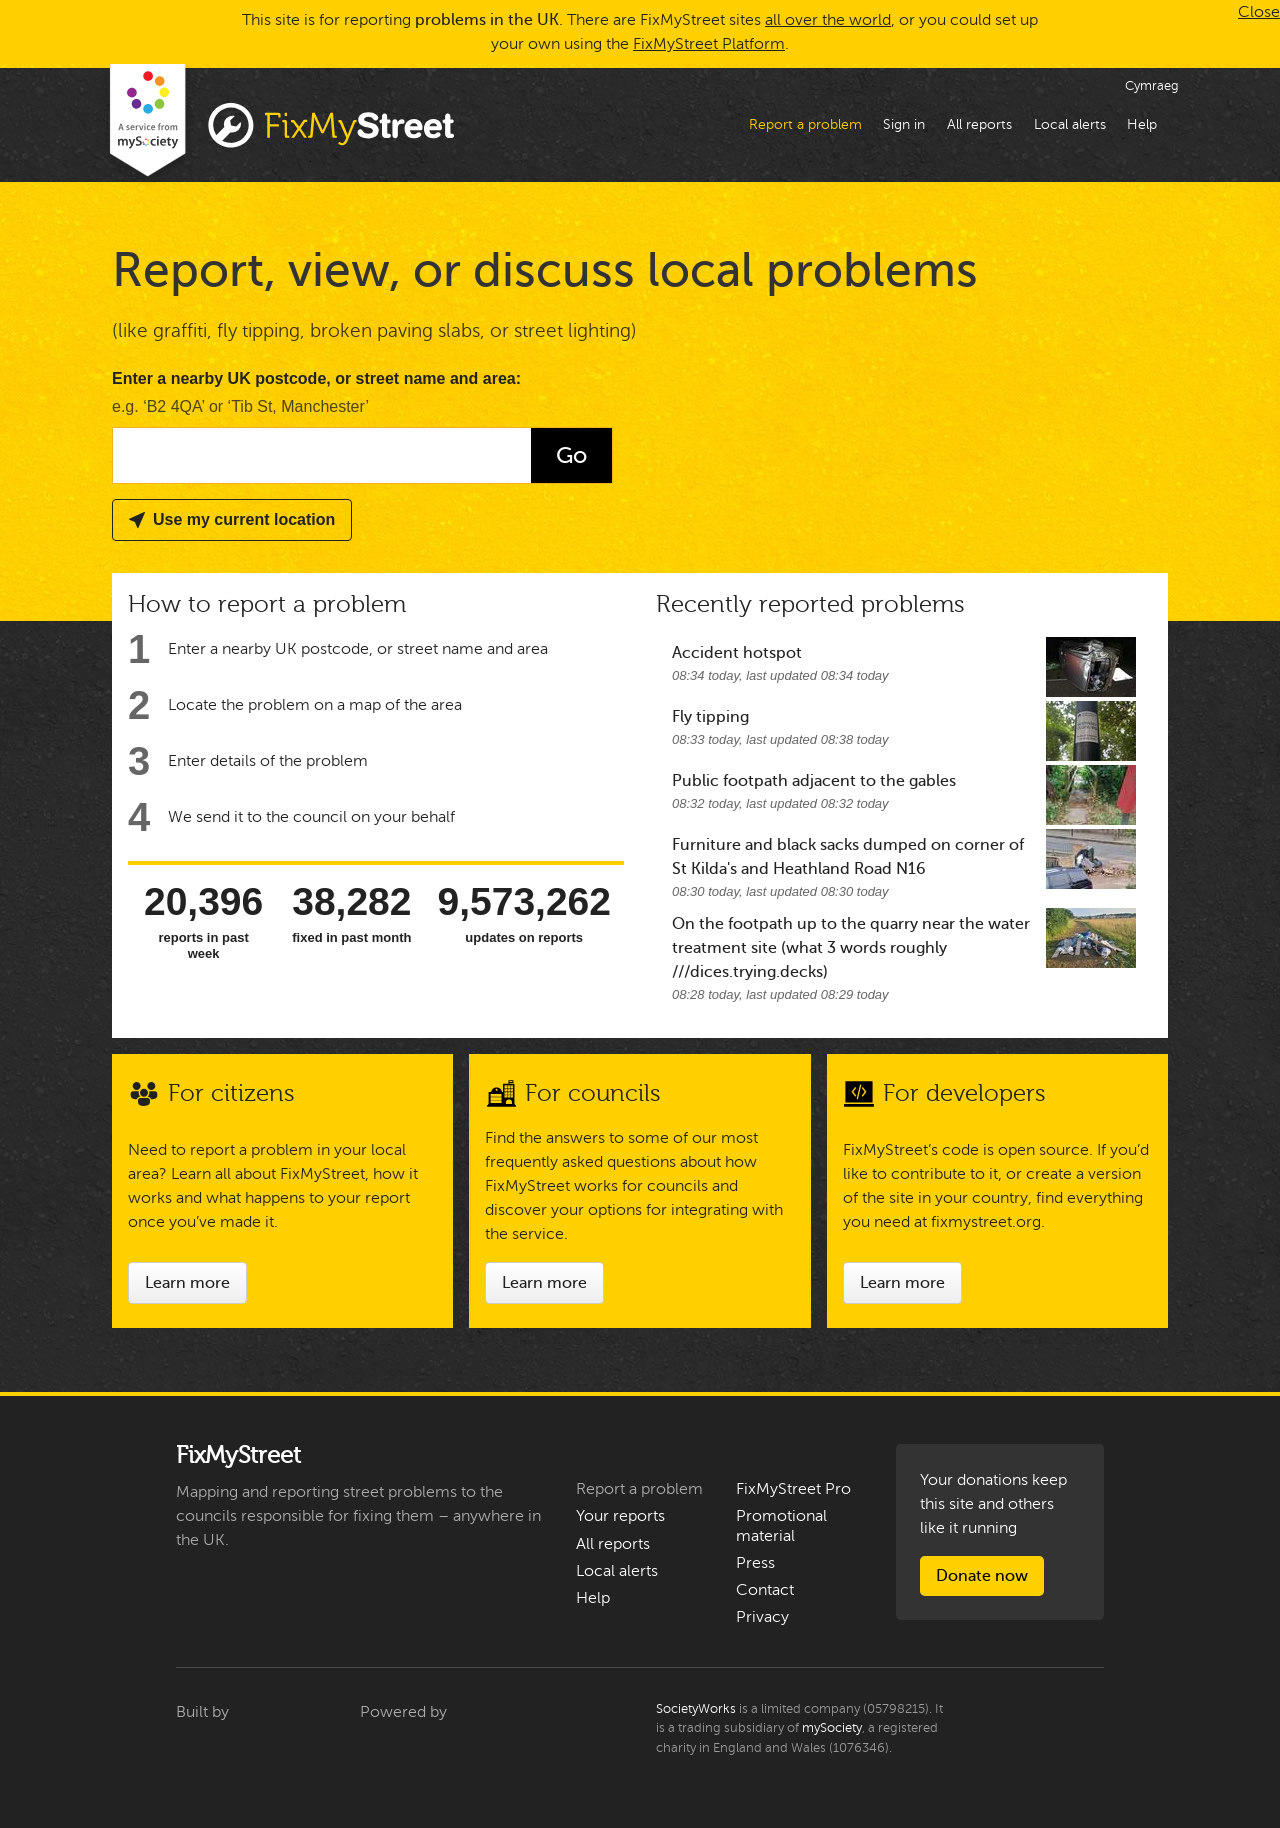 This site is for reporting problems in the UK. There are FixMyStreet sites all over the world, or you could set up
your own using the FixMyStreet Platform.
Close
Cymraeg
A service from
mySociety
FixMyStreet
Report a problem
Sign in
All reports
Local alerts
Help
Report, view, or discuss local problems
(like graffiti, fly tipping, broken paving slabs, or street lighting)
Enter a nearby UK postcode, or street name and area:
e.g. ‘B2 4QA’ or ‘Tib St, Manchester’
Go
Use my current location
How to report a problem
1 Enter a nearby UK postcode, or street name and area
2 Locate the problem on a map of the area
3 Enter details of the problem
4 We send it to the council on your behalf
20,396
reports in past
week
38,282
fixed in past month
9,573,262
updates on reports
Recently reported problems
Accident hotspot
08:34 today, last updated 08:34 today
Fly tipping
08:33 today, last updated 08:38 today
Public footpath adjacent to the gables
08:32 today, last updated 08:32 today
Furniture and black sacks dumped on corner of
St Kilda's and Heathland Road N16
08:30 today, last updated 08:30 today
On the footpath up to the quarry near the water
treatment site (what 3 words roughly
///dices.trying.decks)
08:28 today, last updated 08:29 today
For citizens
Need to report a problem in your local
area? Learn all about FixMyStreet, how it
works and what happens to your report
once you’ve made it.
Learn more
For councils
Find the answers to some of our most
frequently asked questions about how
FixMyStreet works for councils and
discover your options for integrating with
the service.
Learn more
For developers
FixMyStreet’s code is open source. If you’d
like to contribute to it, or create a version
of the site in your country, find everything
you need at fixmystreet.org.
Learn more
FixMyStreet
Mapping and reporting street problems to the
councils responsible for fixing them – anywhere in
the UK.
Report a problem
Your reports
All reports
Local alerts
Help
FixMyStreet Pro
Promotional
material
Press
Contact
Privacy
Your donations keep
this site and others
like it running
Donate now
Built by
Powered by
SocietyWorks is a limited company (05798215). It
is a trading subsidiary of mySociety, a registered
charity in England and Wales (1076346).